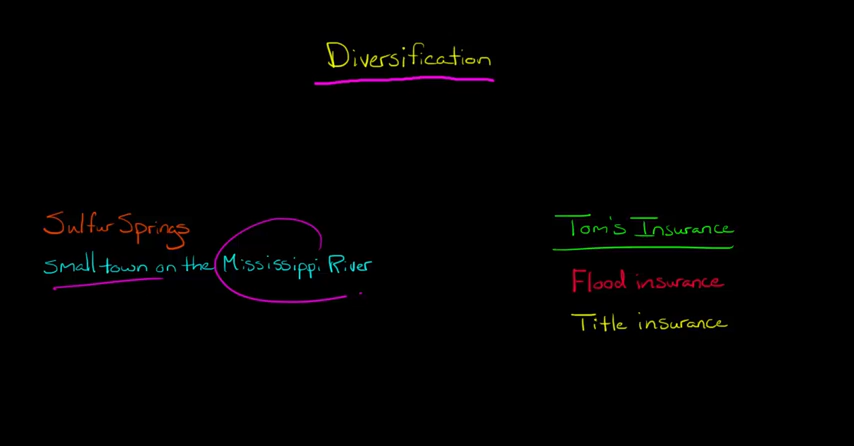 Diversification
Sulfur Springs
small town on the Mississippi River
Tom's Insurance
Flood insurance
Title insurance